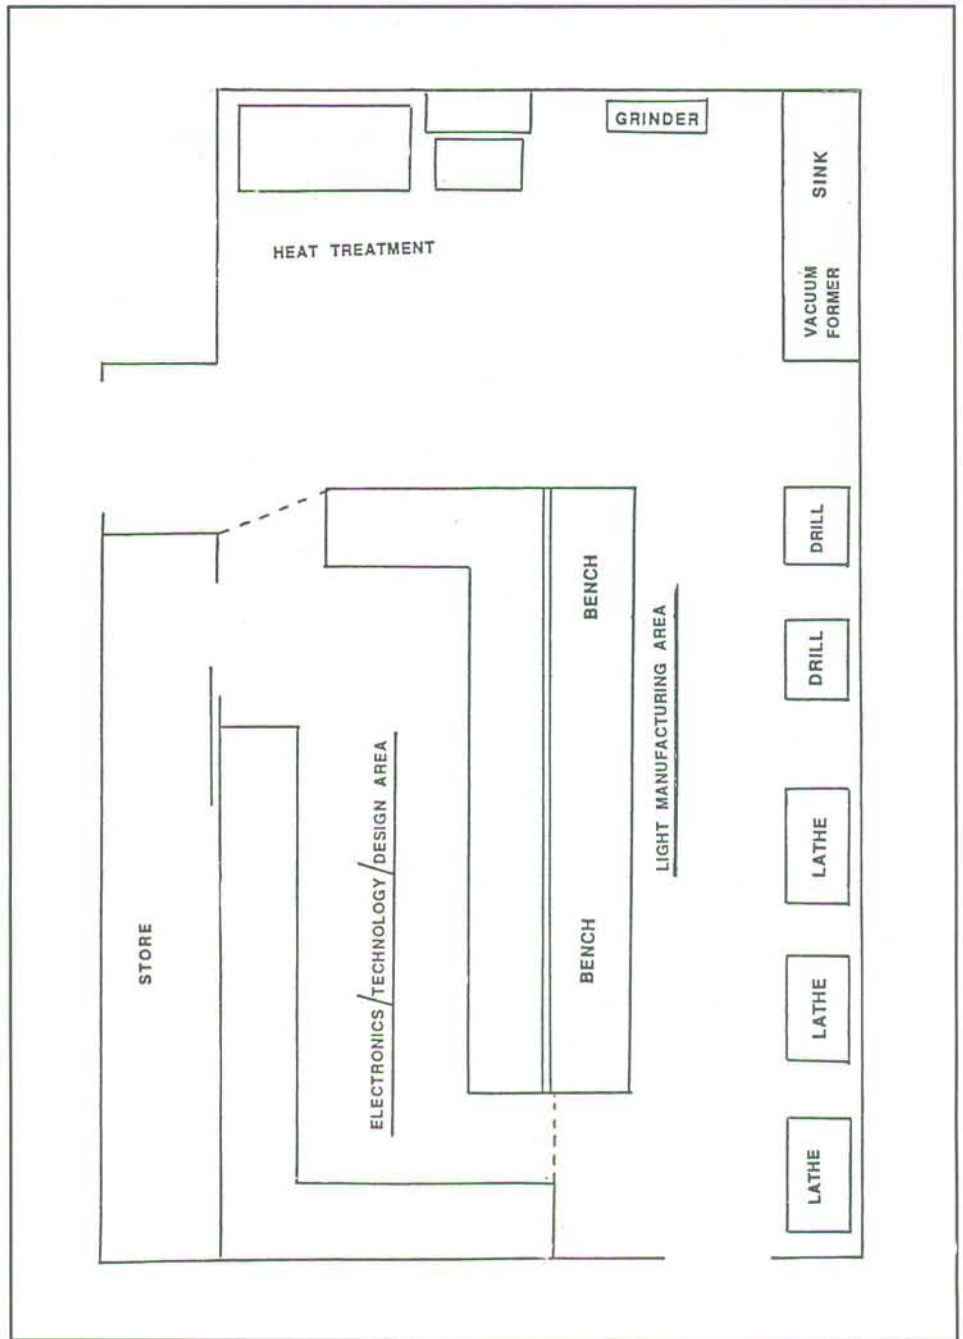 GRINDER
SINK
HEAT TREATMENT
VACUUM
FORMER
DRILL
BENCH
DRILL
LIGHT MANUFACTURING AREA
ELECTRONICS/TECHNOLOGY/DESIGN AREA
LATHE
STORE
BENCH
LATHE
LATHE